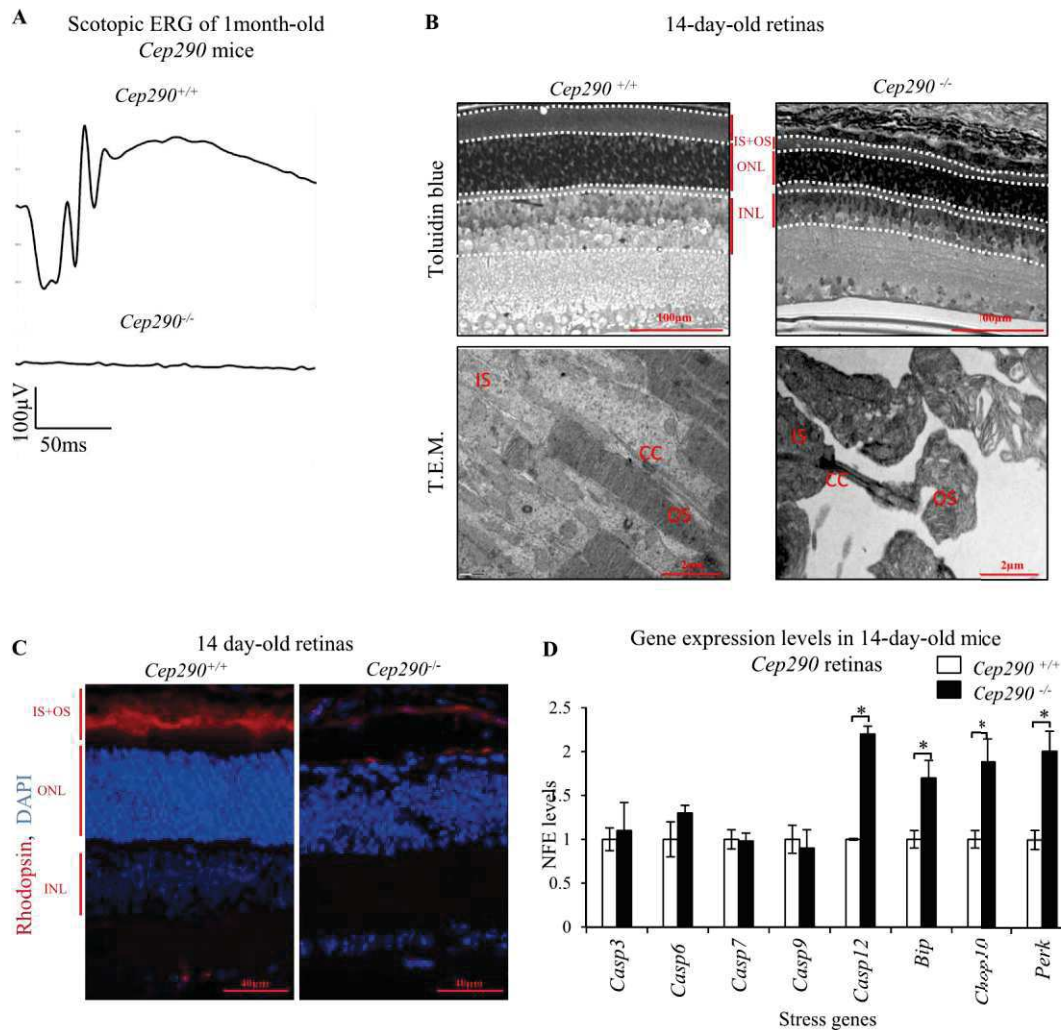 A
Scotopic ERG of 1month-old
Cep290 mice
Cep290+/+
Cep290-/-
100µV
50ms
B
14-day-old retinas
Cep290 +/+
Cep290 -/-
Toluidin blue
IS+OS
ONL
INL
100µm
100µm
T.E.M.
IS
CC
OS
2µm
IS
CC
OS
2µm
C
14 day-old retinas
Cep290+/+
Cep290-/-
Rhodopsin, DAPI
IS+OS
ONL
INL
40µm
40µm
D
Gene expression levels in 14-day-old mice
Cep290 retinas
Cep290 +/+
Cep290 -/-
NFE levels
2.5
2
1.5
1
0.5
0
*
*
*
*
Casp3
Casp6
Casp7
Casp9
Casp12
Bip
Chop10
Perk
Stress genes